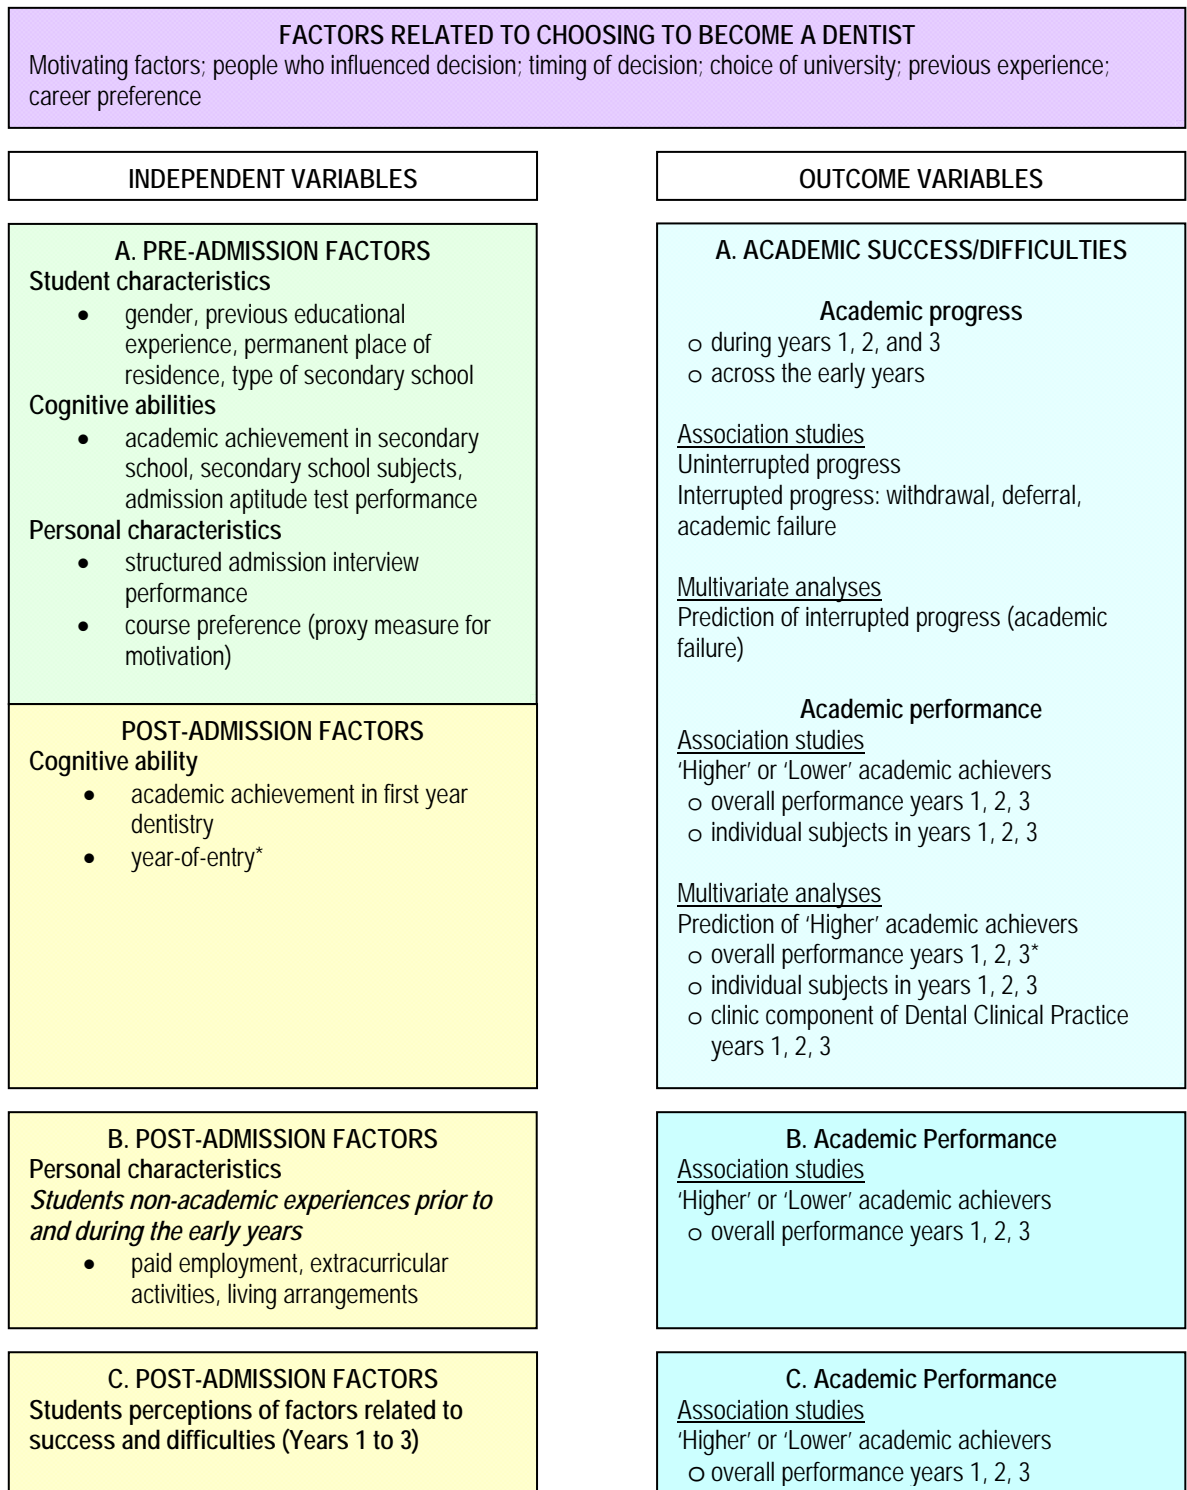 FACTORS RELATED TO CHOOSING TO BECOME A DENTIST
Motivating factors; people who influenced decision; timing of decision; choice of university; previous experience;
career preference
INDEPENDENT VARIABLES
A. PRE-ADMISSION FACTORS
Student characteristics
• gender, previous educational
experience, permanent place of
residence, type of secondary school
Cognitive abilities
• academic achievement in secondary
school, secondary school subjects,
admission aptitude test performance
Personal characteristics
• structured admission interview
performance
• course preference (proxy measure for
motivation)
POST-ADMISSION FACTORS
Cognitive ability
• academic achievement in first year
dentistry
• year-of-entry*
B. POST-ADMISSION FACTORS
Personal characteristics
Students non-academic experiences prior to
and during the early years
• paid employment, extracurricular
activities, living arrangements
C. POST-ADMISSION FACTORS
Students perceptions of factors related to
success and difficulties (Years 1 to 3)
OUTCOME VARIABLES
A. ACADEMIC SUCCESS/DIFFICULTIES
Academic progress
o during years 1, 2, and 3
o across the early years
Association studies
Uninterrupted progress
Interrupted progress: withdrawal, deferral,
academic failure
Multivariate analyses
Prediction of interrupted progress (academic
failure)
Academic performance
Association studies
‘Higher’ or ‘Lower’ academic achievers
o overall performance years 1, 2, 3
o individual subjects in years 1, 2, 3
Multivariate analyses
Prediction of ‘Higher’ academic achievers
o overall performance years 1, 2, 3*
o individual subjects in years 1, 2, 3
o clinic component of Dental Clinical Practice
years 1, 2, 3
B. Academic Performance
Association studies
‘Higher’ or ‘Lower’ academic achievers
o overall performance years 1, 2, 3
C. Academic Performance
Association studies
‘Higher’ or ‘Lower’ academic achievers
o overall performance years 1, 2, 3